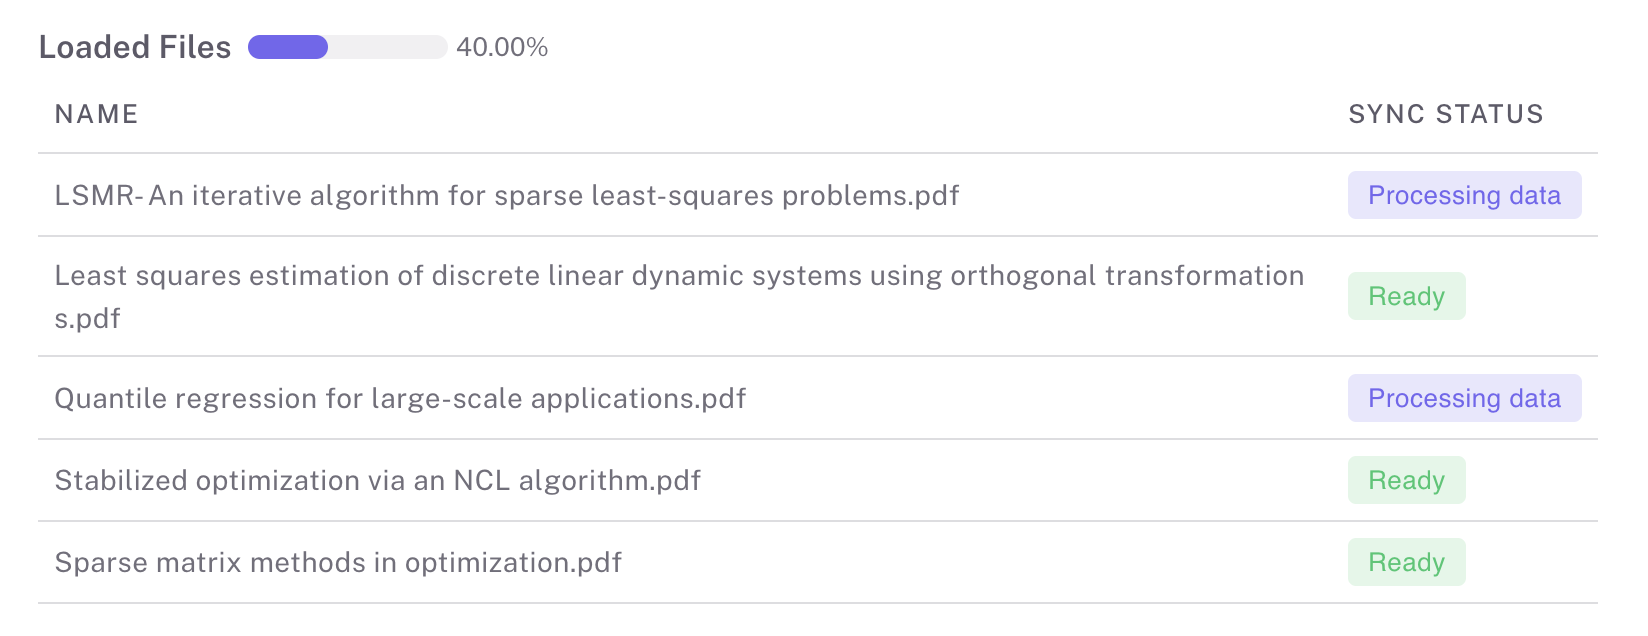 Loaded Files 40.00%
NAME SYNC STATUS
LSMR- An iterative algorithm for sparse least-squares problems.pdf Processing data
Least squares estimation of discrete linear dynamic systems using orthogonal transformation
s.pdf
Ready
Quantile regression for large-scale applications.pdf Processing data
Stabilized optimization via an NCL algorithm.pdf Ready
Sparse matrix methods in optimization.pdf Ready